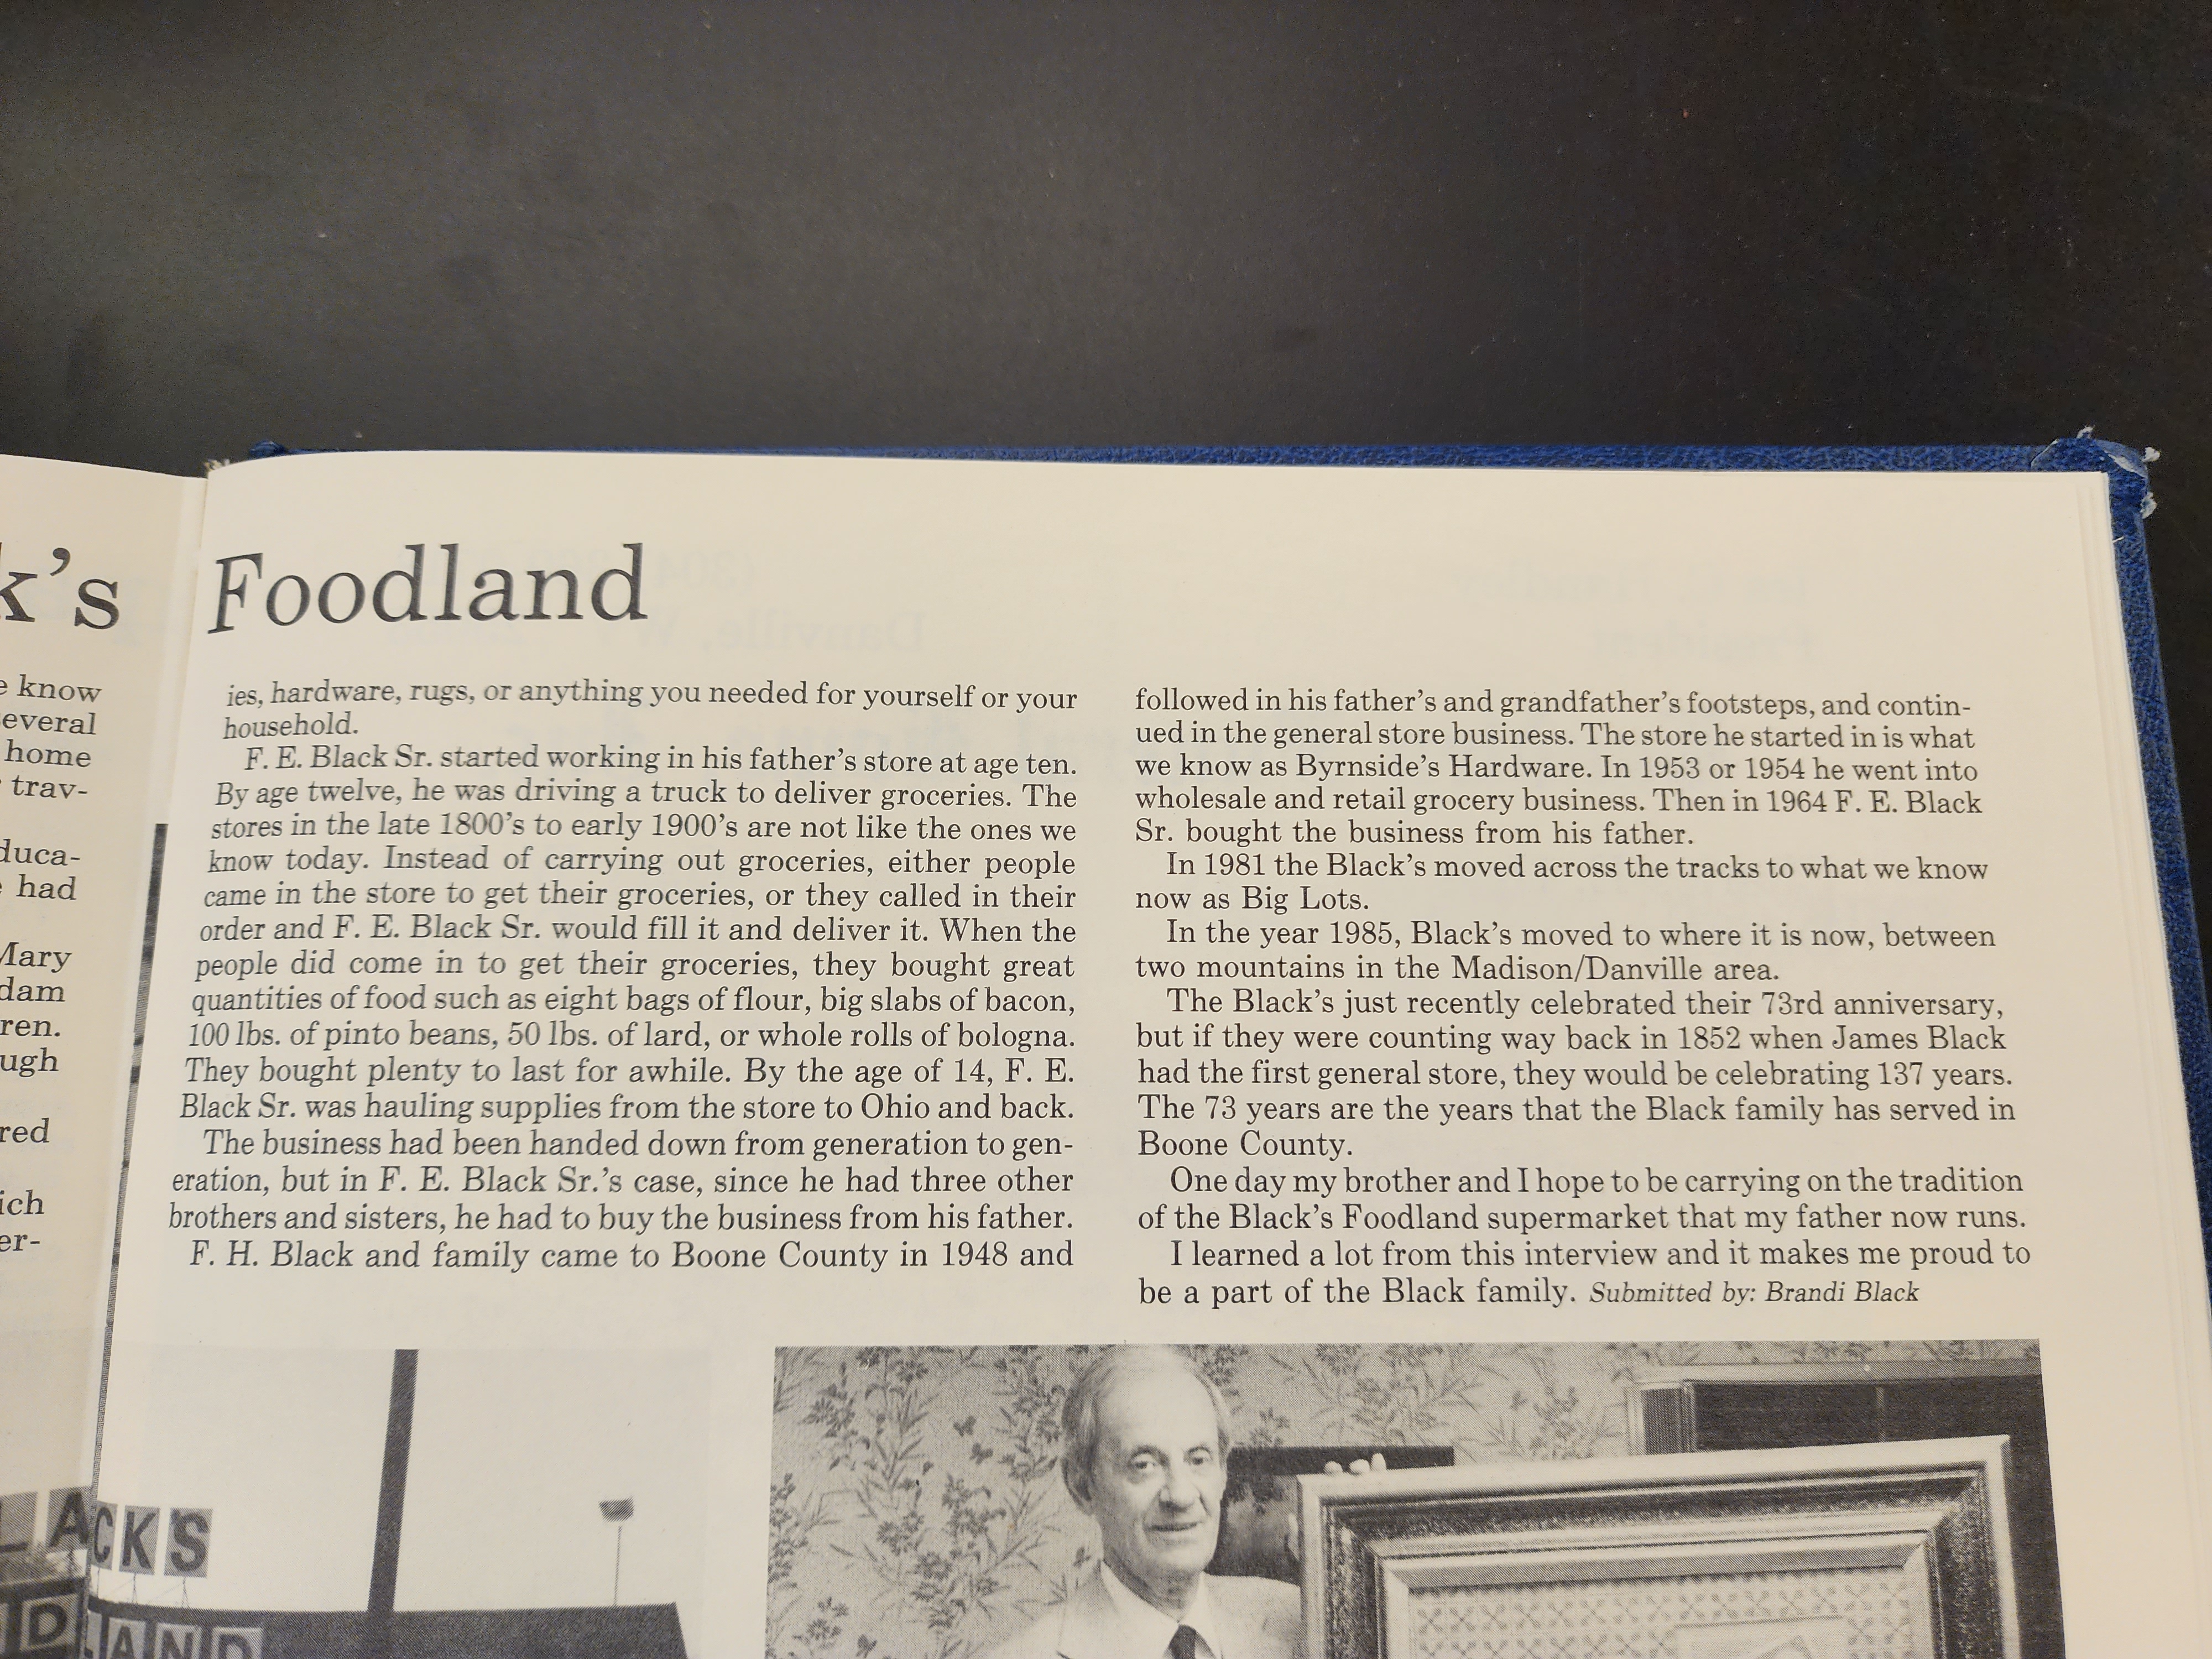 k's
e know
several
home
trav-
duca-
e had
Mary
dam
ren.
ugh
red
ich
er-
Foodland
ies, hardware, rugs, or anything you needed for yourself or your
household.
F. E. Black Sr. started working in his father's store at age ten.
By age twelve, he was driving a truck to deliver groceries. The
stores in the late 1800's to early 1900's are not like the ones we
know today. Instead of carrying out groceries, either people
came in the store to get their groceries, or they called in their
order and F. E. Black Sr. would fill it and deliver it. When the
people did come in to get their groceries, they bought great
quantities of food such as eight bags of flour, big slabs of bacon,
100 lbs. of pinto beans, 50 lbs. of lard, or whole rolls of bologna.
They bought plenty to last for awhile. By the age of 14, F. E.
Black Sr. was hauling supplies from the store to Ohio and back.
The business had been handed down from generation to gen-
eration, but in F. E. Black Sr.'s case, since he had three other
brothers and sisters, he had to buy the business from his father.
F. H. Black and family came to Boone County in 1948 and
followed in his father's and grandfather's footsteps, and contin-
ued in the general store business. The store he started in is what
we know as Byrnside's Hardware. In 1953 or 1954 he went into
wholesale and retail grocery business. Then in 1964 F. E. Black
Sr. bought the business from his father.
In 1981 the Black's moved across the tracks to what we know
now as Big Lots.
In the year 1985, Black's moved to where it is now, between
two mountains in the Madison/Danville area.
The Black's just recently celebrated their 73rd anniversary,
but if they were counting way back in 1852 when James Black
had the first general store, they would be celebrating 137 years.
The 73 years are the years that the Black family has served in
Boone County.
One day my brother and I hope to be carrying on the tradition
of the Black's Foodland supermarket that my father now runs.
I learned a lot from this interview and it makes me proud to
be a part of the Black family. Submitted by: Brandi Black
LACK'S
DLAND